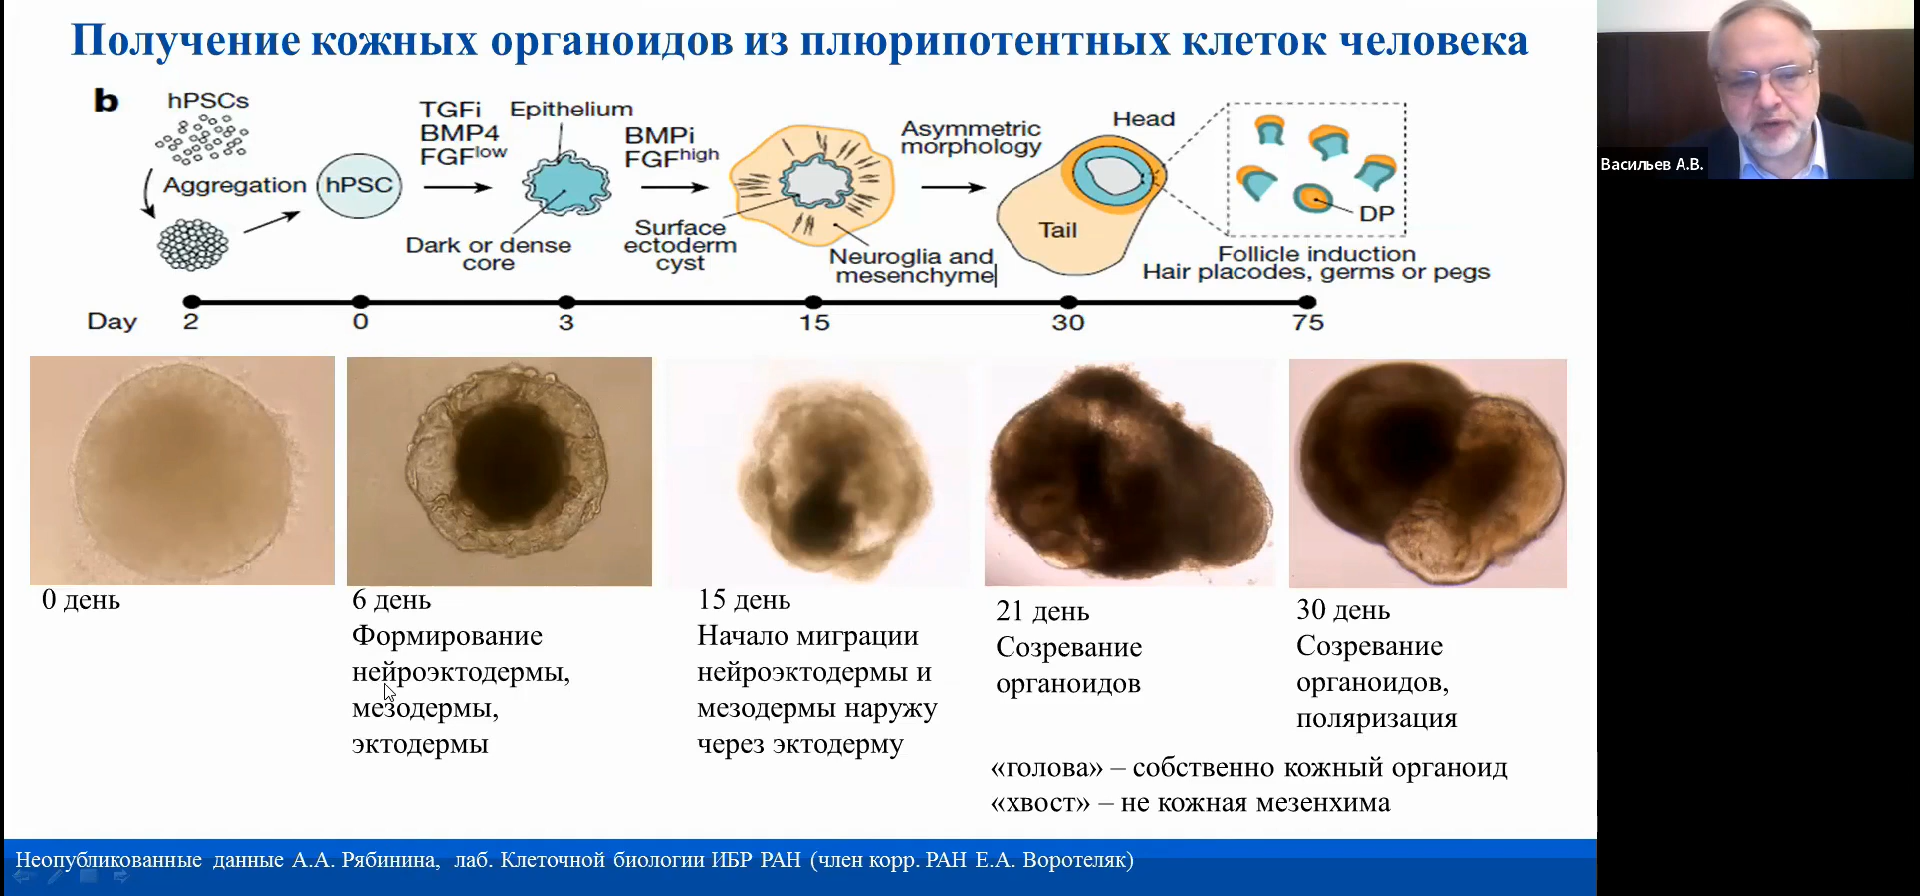 Получение кожных органоидов из плюрипотентных клеток человека
Васильев А.В.
b
hPSCs
Aggregation
hPSC
TGFi
BMP4
FGFlow
Epithelium
Dark or dense
core
BMPi
FGFhigh
Surface
ectoderm
cyst
Neuroglia and
mesenchyme
Asymmetric
morphology
Head
Tail
DP
Follicle induction
Hair placodes, germs or pegs
Day 2 0 3 15 30 75
0 день
6 день
Формирование
нейроэктодермы,
мезодермы,
эктодермы
15 день
Начало миграции
нейроэктодермы и
мезодермы наружу
через эктодерму
21 день
Созревание
органоидов
30 день
Созревание
органоидов,
поляризация
«голова» – собственно кожный органоид
«хвост» – не кожная мезенхима
Неопубликованные данные А.А. Рябинина, лаб. Клеточной биологии ИБР РАН (член корр. РАН Е.А. Воротеляк)